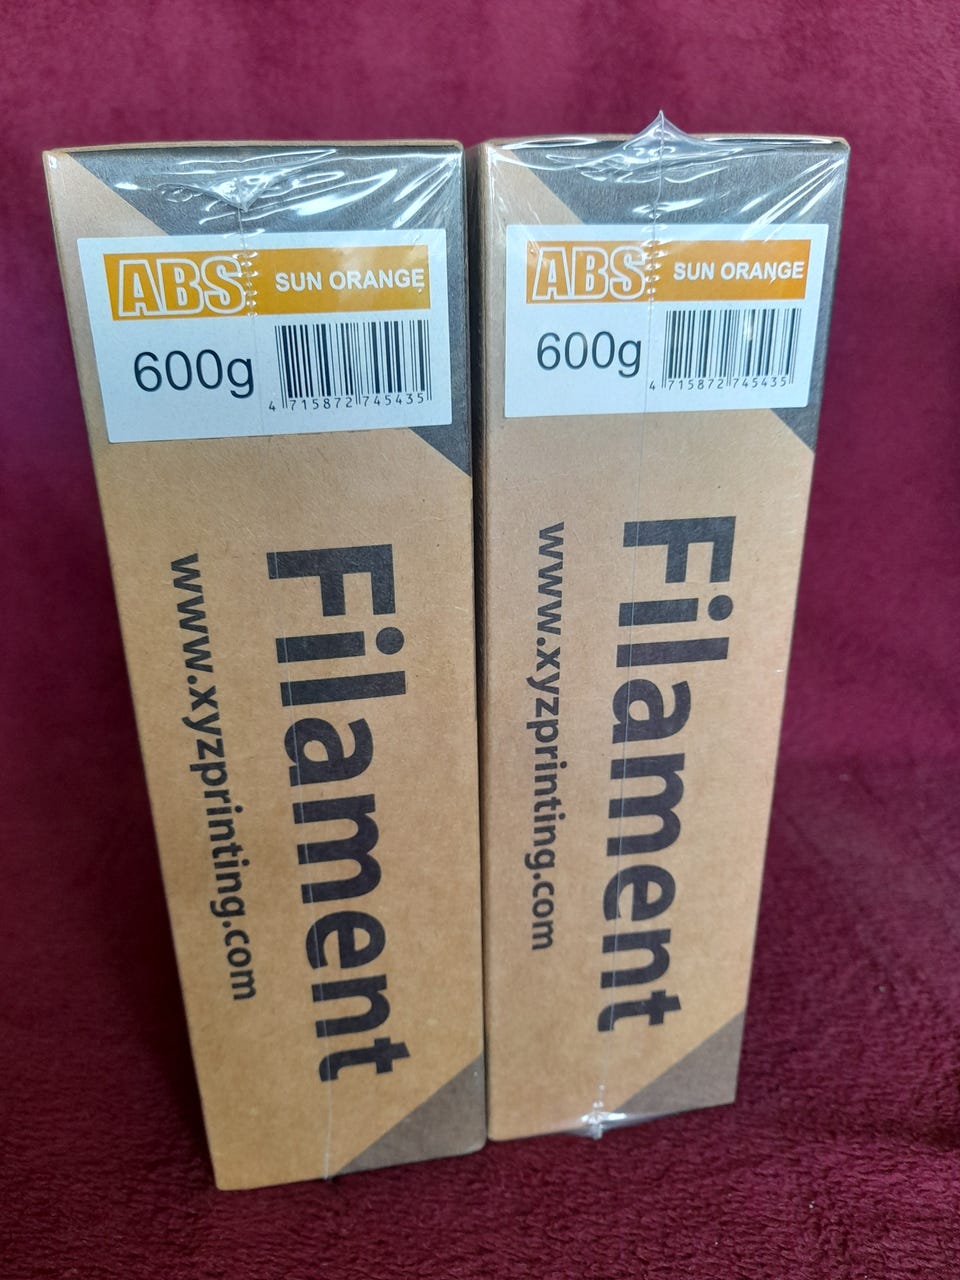 ABS SUN ORANGE
600g
4 715872 745435
Filament
www.xyzprinting.com
ABS SUN ORANGE
600g
4 715872 745435
Filament
www.xyzprinting.com